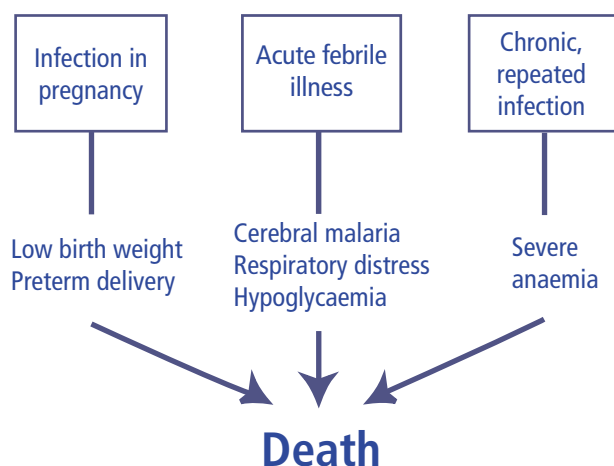 Infection in
pregnancy
Acute febrile
illness
Chronic,
repeated
infection
Low birth weight
Preterm delivery
Cerebral malaria
Respiratory distress
Hypoglycaemia
Severe
anaemia
Death